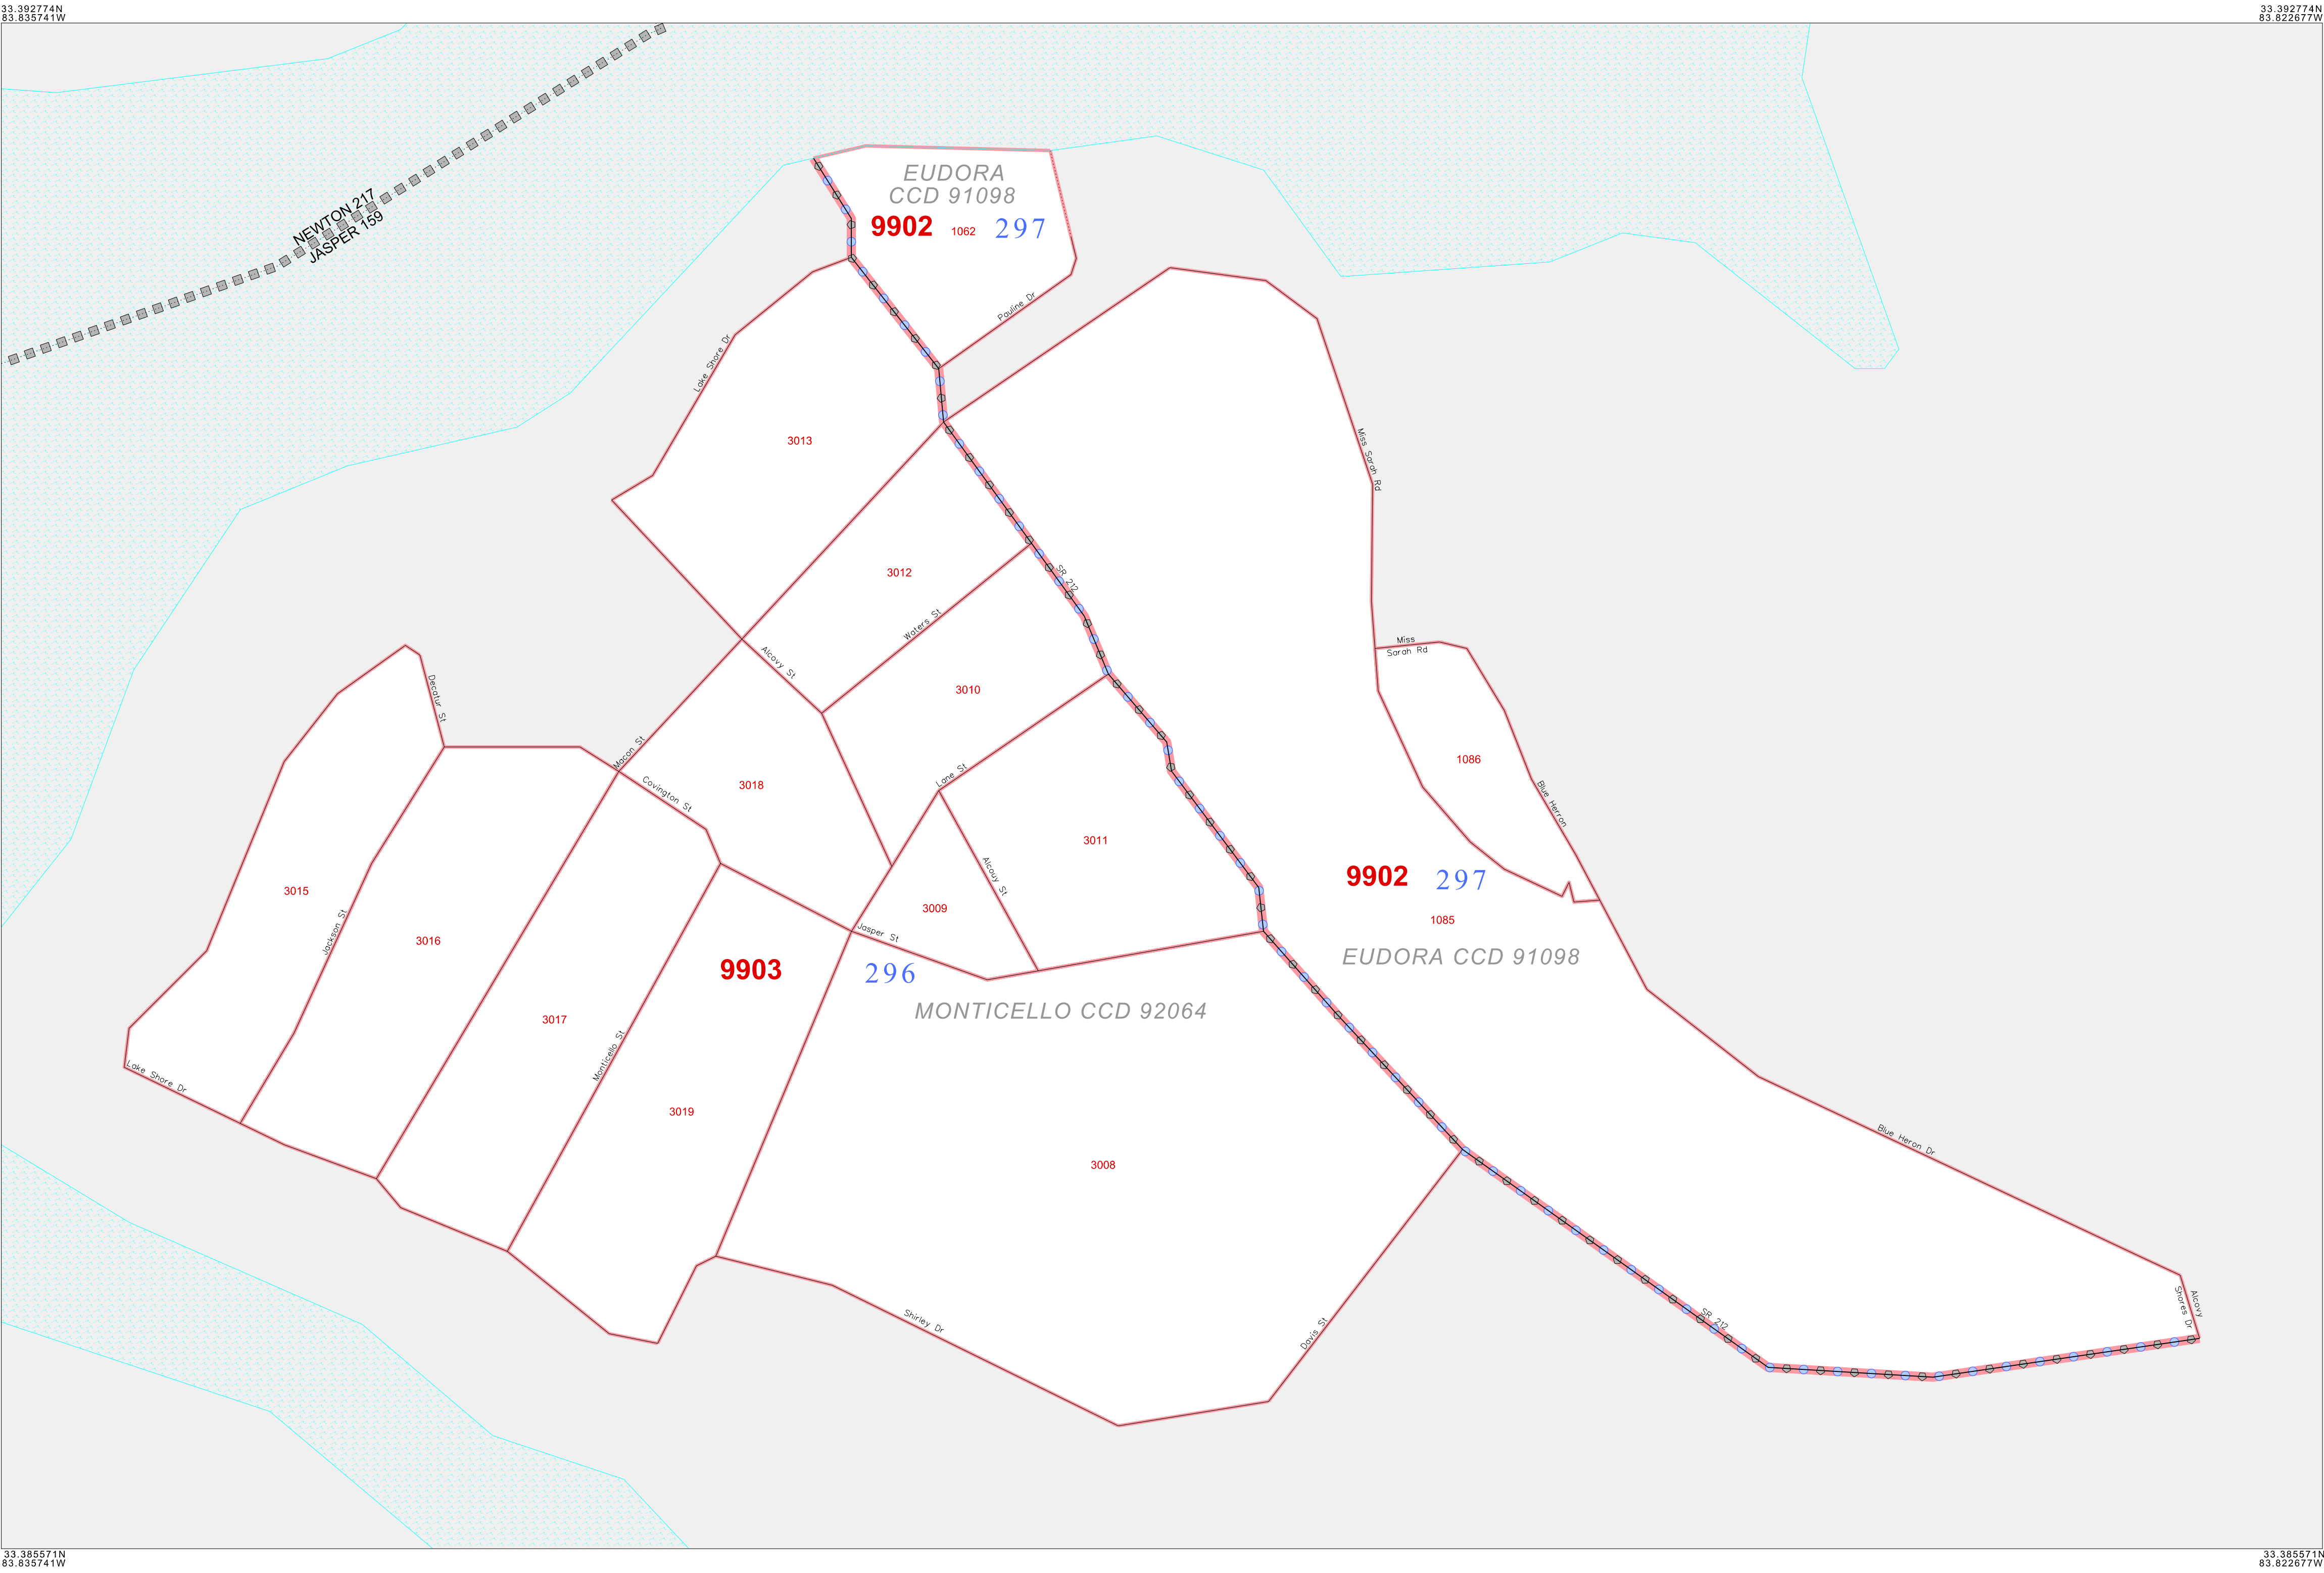 33.392774N
83.835741W
33.392774N
83.822677W
NEWTON 217
JASPER 159
EUDORA
CCD 91098
9902
1062
297
Pauline Dr
Lake Shore Dr
3013
Miss Sarah Rd
3012
SR 212
Waters St
Miss
Sarah Rd
Alcovy St
3010
Decatur St
Macon St
Lane St
1086
Covington St
3018
Blue Herron
3011
Alcouy St
3015
9902
297
3009
1085
Jackson St
3016
Jasper St
EUDORA CCD 91098
9903
296
MONTICELLO CCD 92064
3017
Monticello St
Lake Shore Dr
3019
Blue Heron Dr
3008
Shirley Dr
Davis St
SR 212
Alcovy
Shores Dr
33.385571N
83.835741W
33.385571N
83.822677W